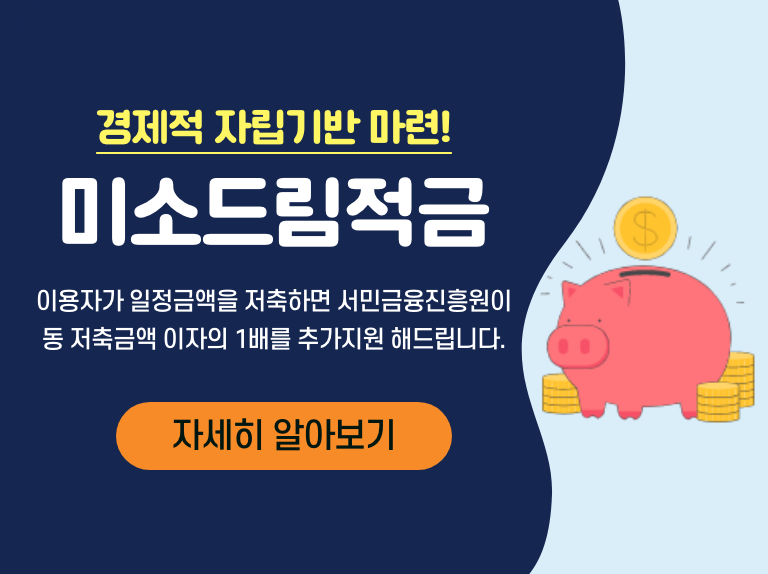 경제적 자립기반 마련!
미소드림적금
이용자가 일정금액을 저축하면 서민금융진흥원이
동 저축금액 이자의 1배를 추가지원 해드립니다.
자세히 알아보기